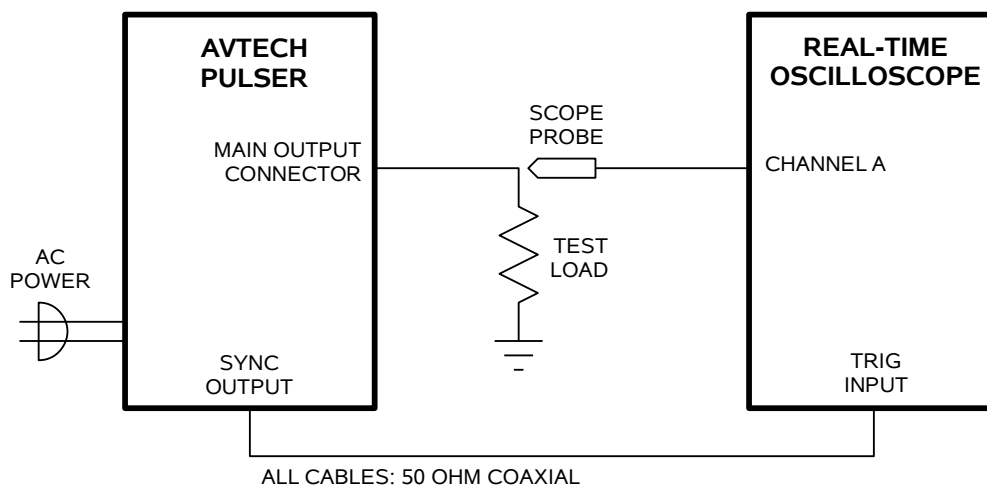 AVTECH
PULSER
REAL-TIME
OSCILLOSCOPE
SCOPE
PROBE
MAIN OUTPUT
CONNECTOR
CHANNEL A
TEST
LOAD
AC
POWER
SYNC
OUTPUT
TRIG
INPUT
ALL CABLES: 50 OHM COAXIAL